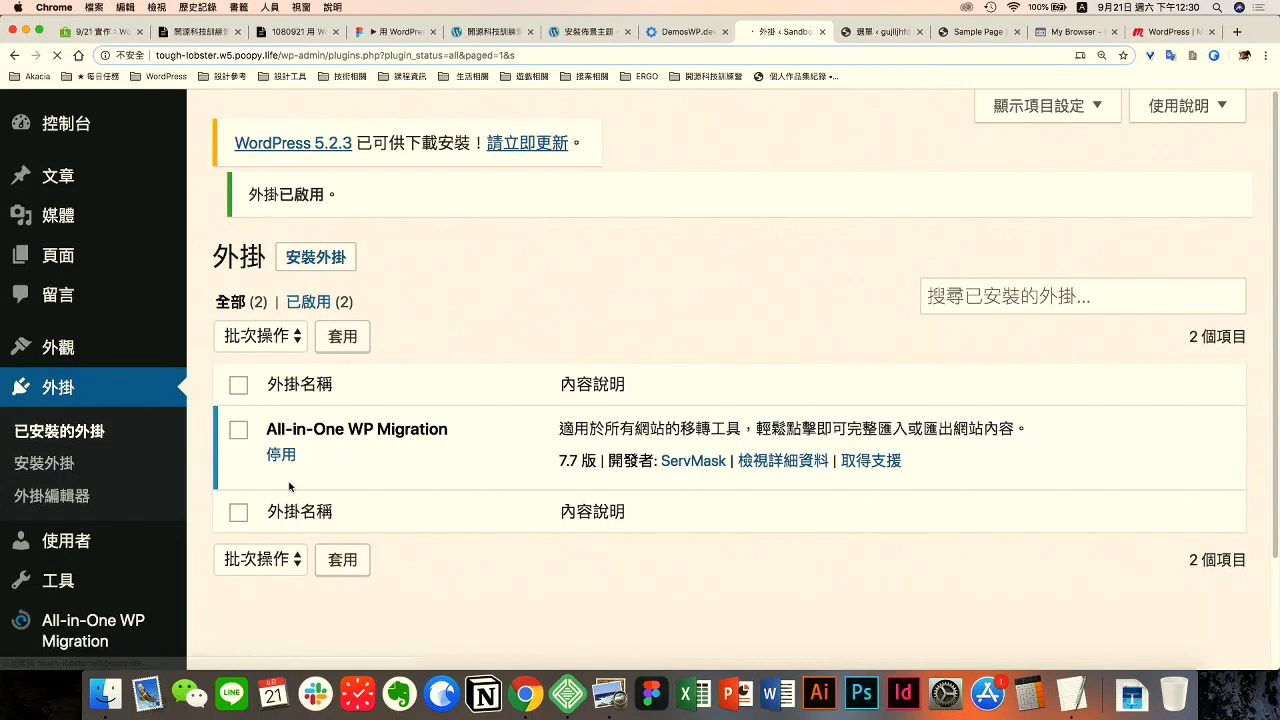 Chrome 檔案 編輯 檢視 歷史記錄 書籤 人員 視窗 說明
100% 9月21日 週六 下午12:30
9/21 實作：W 開源科技訓練 1080921 用 W 用 WordPre 開源科技訓練 安裝佈景主題 DemosWP.dev 外掛 ‹ Sandbo 選單 ‹ gujljhfo Sample Page My Browser - WordPress | M
不安全 tough-lobster.w5.poopy.life/wp-admin/plugins.php?plugin_status=all&paged=1&s
Akacia ★每日任務 WordPress 設計參考 設計工具 技術相關 課程資訊 生活相關 遊戲相關 接案相關 ERGO 開源科技訓練營 個人作品集紀錄 •...
顯示項目設定 使用說明
控制台
文章
媒體
頁面
留言
外觀
外掛
已安裝的外掛
安裝外掛
外掛編輯器
使用者
工具
All-in-One WP
Migration
WordPress 5.2.3 已可供下載安裝！請立即更新。
外掛已啟用。
外掛 安裝外掛
全部 (2) | 已啟用 (2)
搜尋已安裝的外掛...
批次操作 套用 2 個項目
外掛名稱 內容說明
All-in-One WP Migration 適用於所有網站的移轉工具，輕鬆點擊即可完整匯入或匯出網站內容。
停用 7.7 版 | 開發者: ServMask | 檢視詳細資料 | 取得支援
外掛名稱 內容說明
批次操作 套用 2 個項目
LINE 9月 21 N X P W Ai Ps Id 1